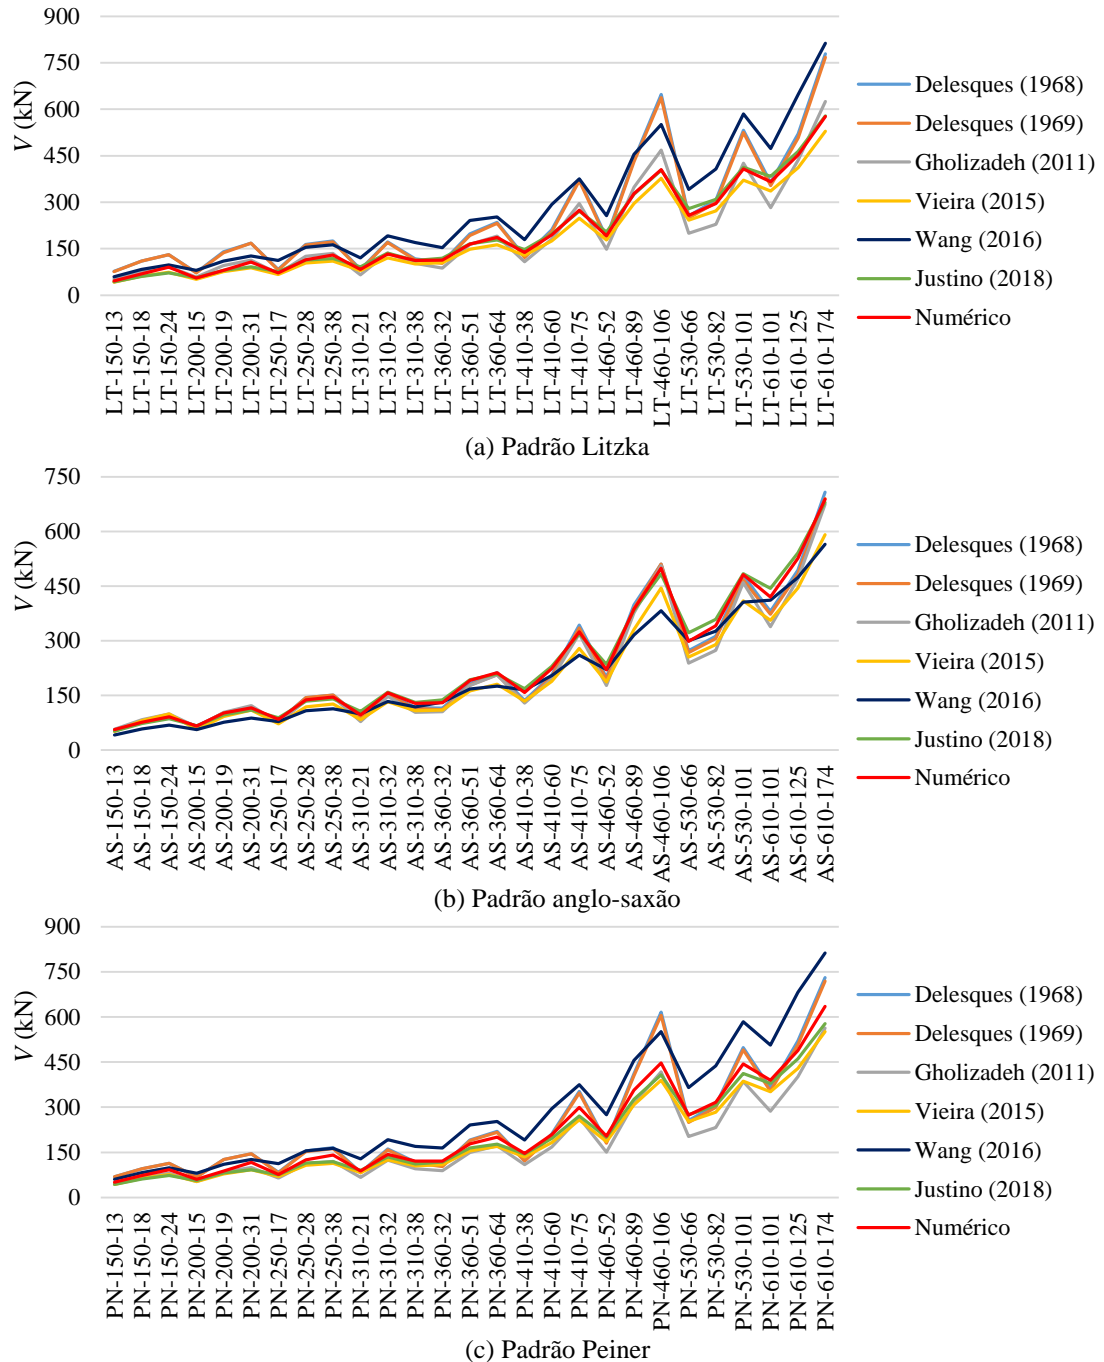 900
750
600
450
300
150
0
V (kN)
LT-150-13
LT-150-18
LT-150-24
LT-200-15
LT-200-19
LT-200-31
LT-250-17
LT-250-28
LT-250-38
LT-310-21
LT-310-32
LT-310-38
LT-360-32
LT-360-51
LT-360-64
LT-410-38
LT-410-60
LT-410-75
LT-460-52
LT-460-89
LT-460-106
LT-530-66
LT-530-82
LT-530-101
LT-610-101
LT-610-125
LT-610-174
Delesques (1968)
Delesques (1969)
Gholizadeh (2011)
Vieira (2015)
Wang (2016)
Justino (2018)
Numérico
(a) Padrão Litzka
750
600
450
300
150
0
V (kN)
AS-150-13
AS-150-18
AS-150-24
AS-200-15
AS-200-19
AS-200-31
AS-250-17
AS-250-28
AS-250-38
AS-310-21
AS-310-32
AS-310-38
AS-360-32
AS-360-51
AS-360-64
AS-410-38
AS-410-60
AS-410-75
AS-460-52
AS-460-89
AS-460-106
AS-530-66
AS-530-82
AS-530-101
AS-610-101
AS-610-125
AS-610-174
Delesques (1968)
Delesques (1969)
Gholizadeh (2011)
Vieira (2015)
Wang (2016)
Justino (2018)
Numérico
(b) Padrão anglo-saxão
900
750
600
450
300
150
0
V (kN)
PN-150-13
PN-150-18
PN-150-24
PN-200-15
PN-200-19
PN-200-31
PN-250-17
PN-250-28
PN-250-38
PN-310-21
PN-310-32
PN-310-38
PN-360-32
PN-360-51
PN-360-64
PN-410-38
PN-410-60
PN-410-75
PN-460-52
PN-460-89
PN-460-106
PN-530-66
PN-530-82
PN-530-101
PN-610-101
PN-610-125
PN-610-174
Delesques (1968)
Delesques (1969)
Gholizadeh (2011)
Vieira (2015)
Wang (2016)
Justino (2018)
Numérico
(c) Padrão Peiner